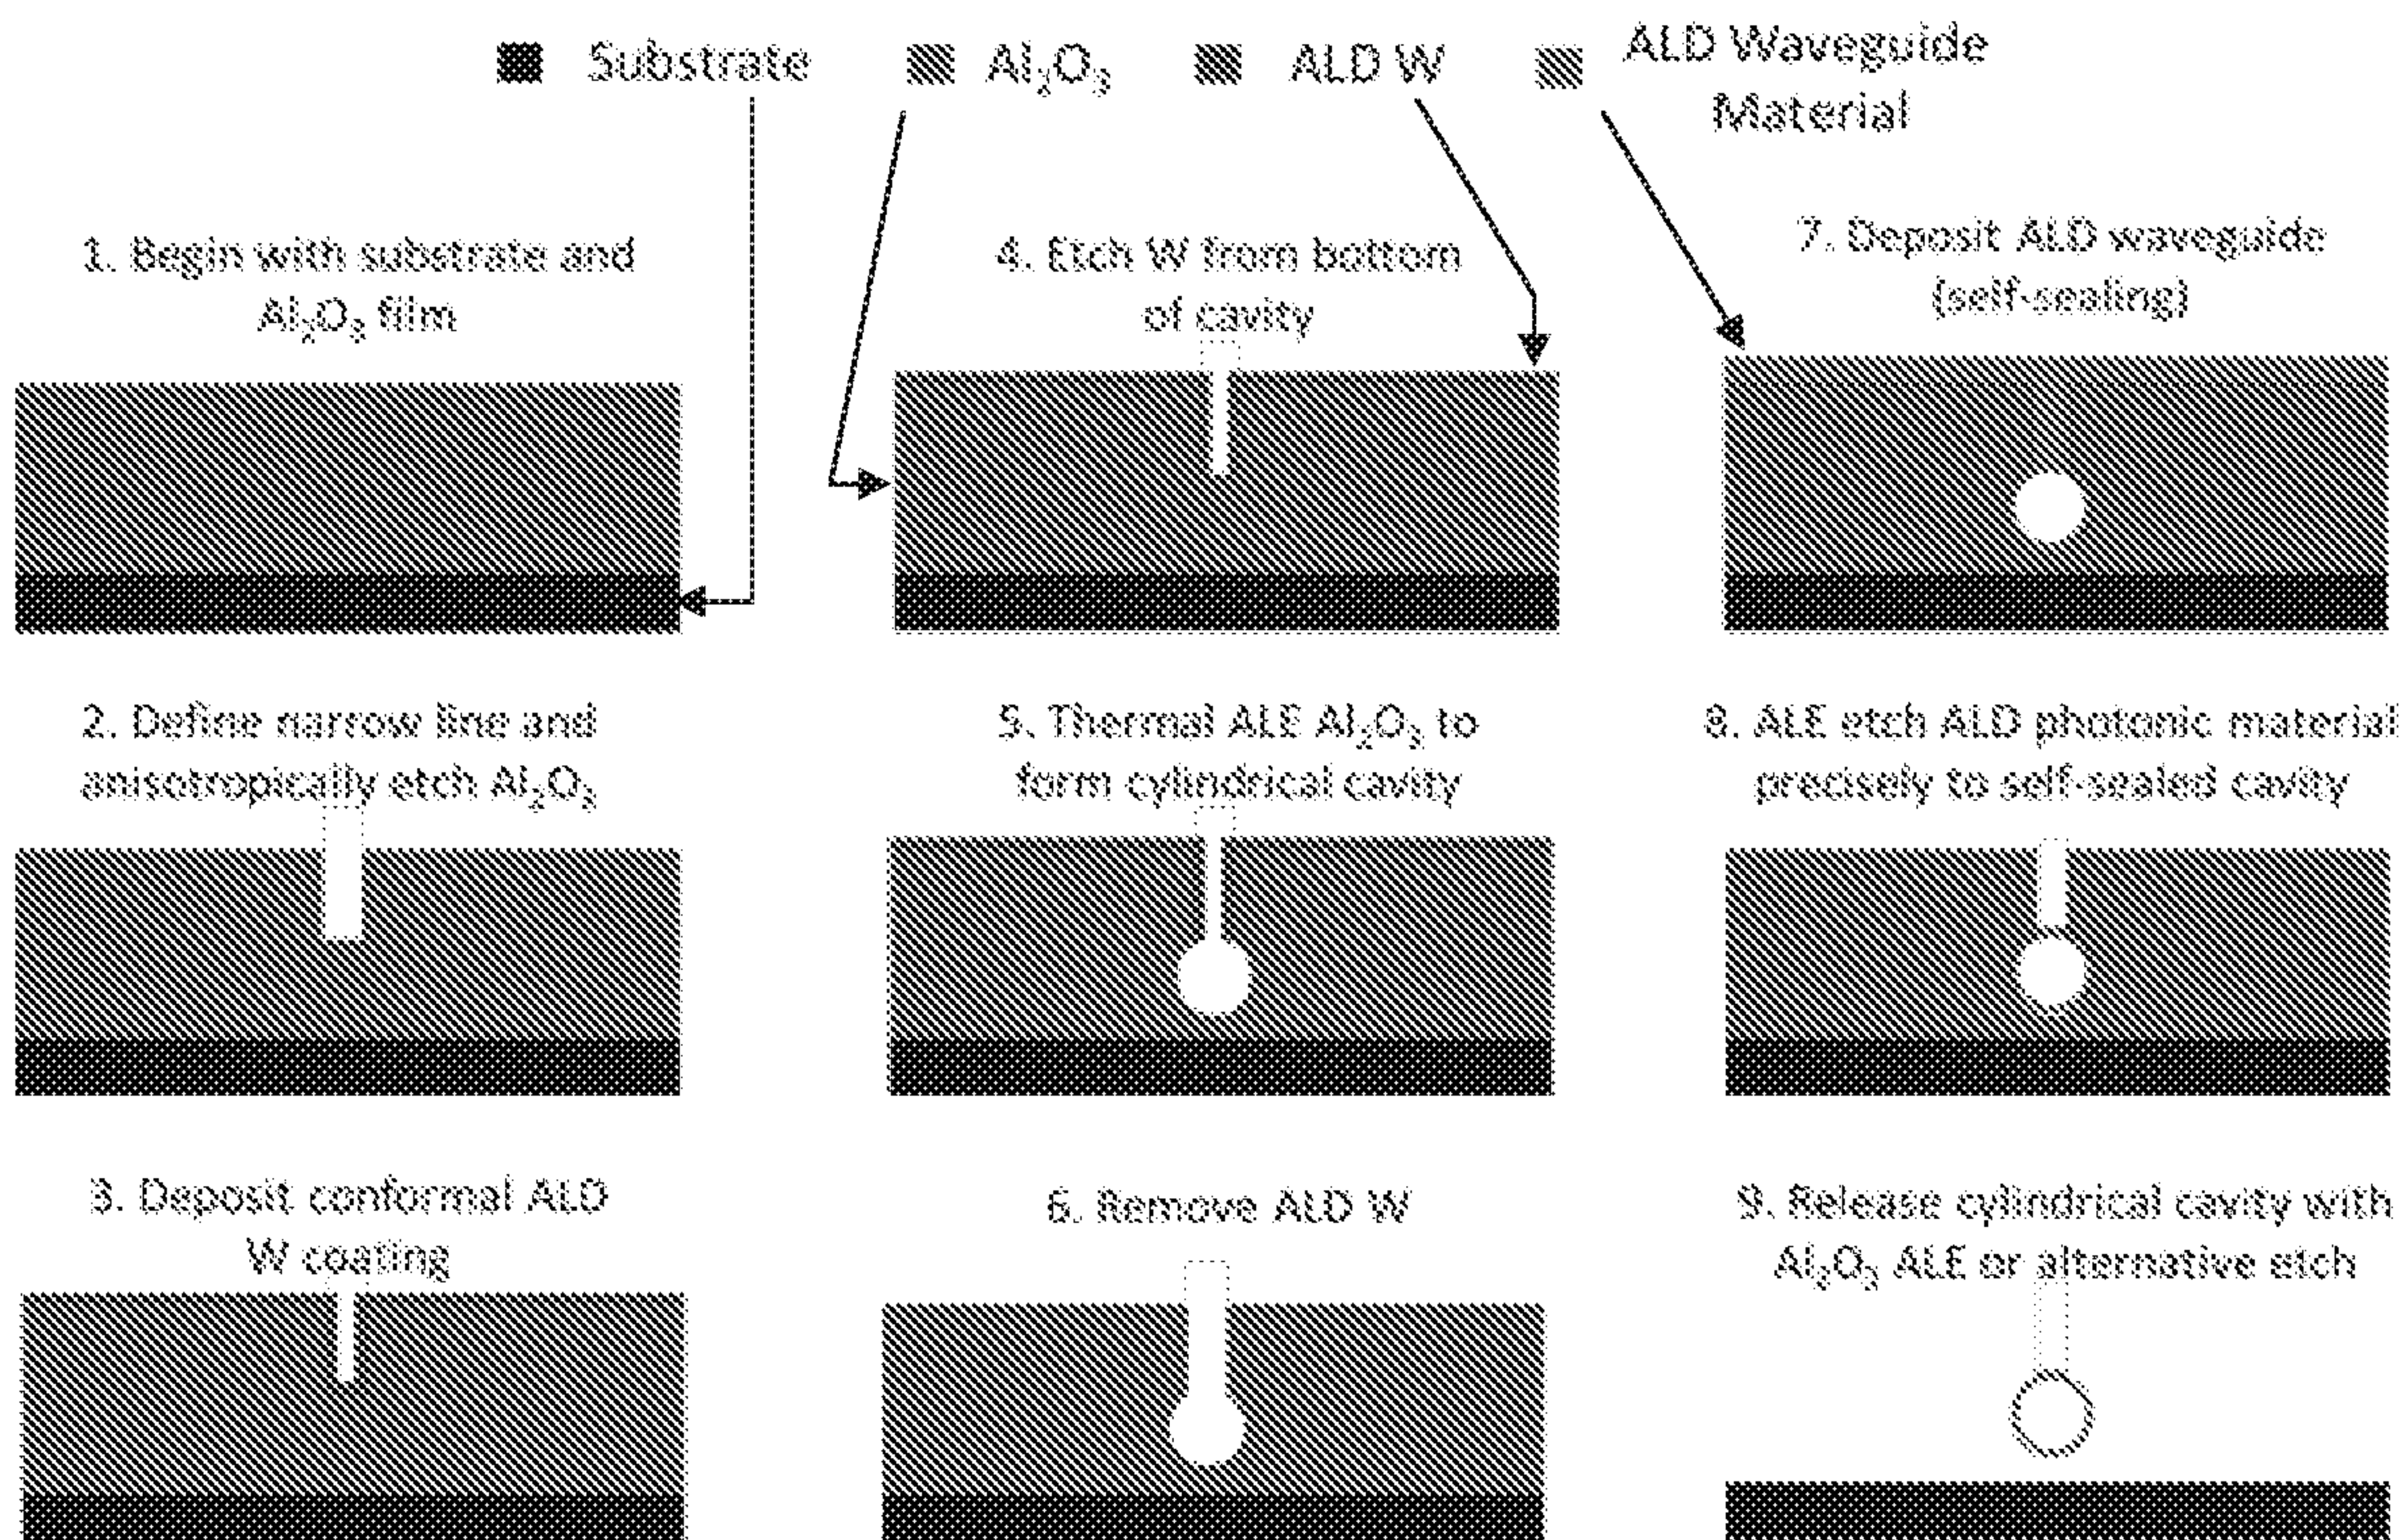 Substrate
Al₂O₃
ALD W
ALD Waveguide
Material
1. Begin with substrate and
Al₂O₃ film
2. Define narrow line and
anisotropically etch Al₂O₃
3. Deposit conformal ALD
W coating
4. Etch W from bottom
of cavity
5. Thermal ALE Al₂O₃ to
form cylindrical cavity
6. Remove ALD W
7. Deposit ALD waveguide
(self-sealing)
8. ALE etch ALD photonic material
precisely to self-sealed cavity
9. Release cylindrical cavity with
Al₂O₃ ALE or alternative etch